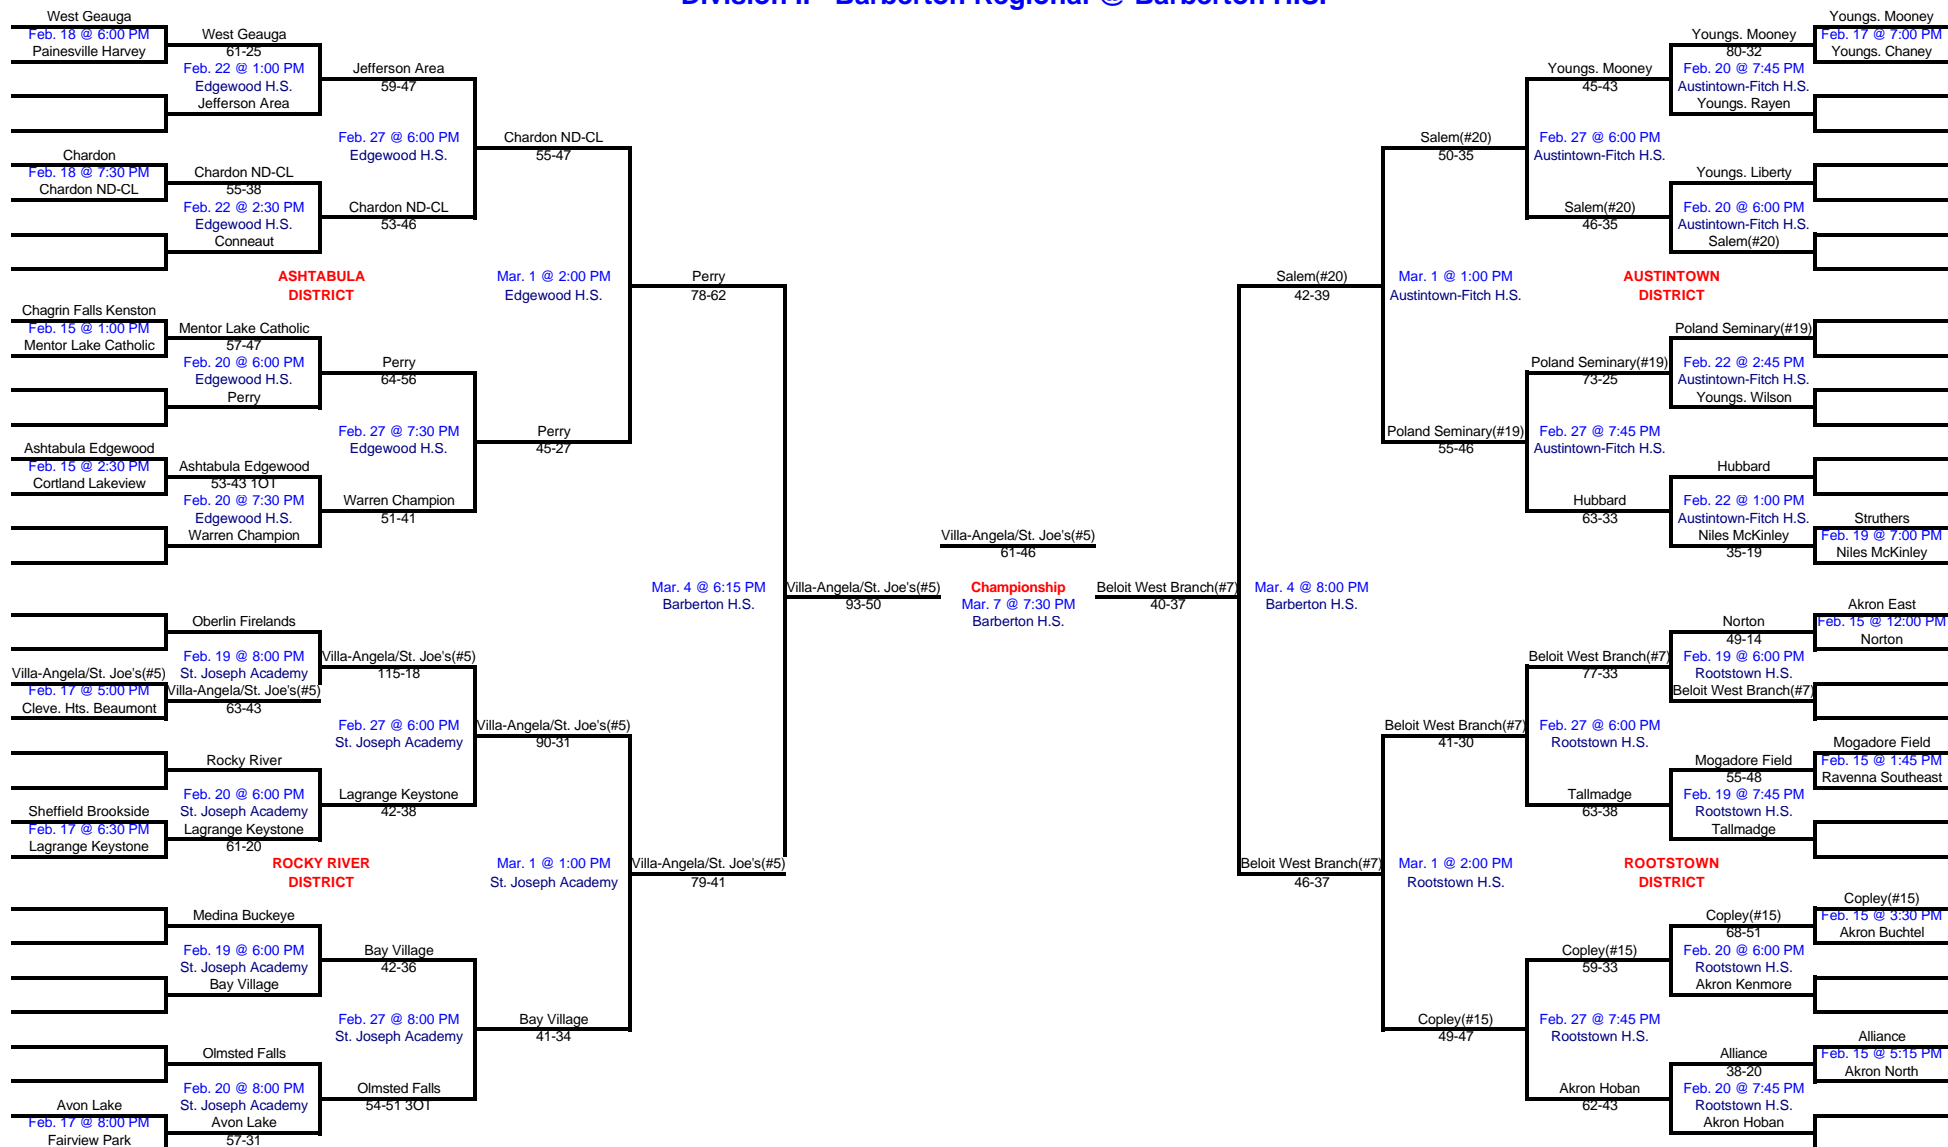 Division II - Barberton Regional @ Barberton H.S.
West Geauga
Feb. 18 @ 6:00 PM
Painesville Harvey
West Geauga
61-25
Feb. 22 @ 1:00 PM
Edgewood H.S.
Jefferson Area
Jefferson Area
59-47
Feb. 27 @ 6:00 PM
Edgewood H.S.
Chardon
Feb. 18 @ 7:30 PM
Chardon ND-CL
Chardon ND-CL
55-38
Feb. 22 @ 2:30 PM
Edgewood H.S.
Conneaut
Chardon ND-CL
53-46
Chardon ND-CL
55-47
ASHTABULA
DISTRICT
Mar. 1 @ 2:00 PM
Edgewood H.S.
Perry
78-62
Chagrin Falls Kenston
Feb. 15 @ 1:00 PM
Mentor Lake Catholic
Mentor Lake Catholic
57-47
Feb. 20 @ 6:00 PM
Edgewood H.S.
Perry
Perry
64-56
Feb. 27 @ 7:30 PM
Edgewood H.S.
Perry
45-27
Ashtabula Edgewood
Feb. 15 @ 2:30 PM
Cortland Lakeview
Ashtabula Edgewood
53-43 1OT
Feb. 20 @ 7:30 PM
Edgewood H.S.
Warren Champion
Warren Champion
51-41
Mar. 4 @ 6:15 PM
Barberton H.S.
Villa-Angela/St. Joe's(#5)
93-50
Oberlin Firelands
Feb. 19 @ 8:00 PM
St. Joseph Academy
Villa-Angela/St. Joe's(#5)
Feb. 17 @ 5:00 PM
Cleve. Hts. Beaumont
Villa-Angela/St. Joe's(#5)
63-43
Villa-Angela/St. Joe's(#5)
115-18
Feb. 27 @ 6:00 PM
St. Joseph Academy
Villa-Angela/St. Joe's(#5)
90-31
Rocky River
Feb. 20 @ 6:00 PM
St. Joseph Academy
Sheffield Brookside
Feb. 17 @ 6:30 PM
Lagrange Keystone
Lagrange Keystone
61-20
Lagrange Keystone
42-38
ROCKY RIVER
DISTRICT
Mar. 1 @ 1:00 PM
St. Joseph Academy
Villa-Angela/St. Joe's(#5)
79-41
Medina Buckeye
Feb. 19 @ 6:00 PM
St. Joseph Academy
Bay Village
Bay Village
42-36
Feb. 27 @ 8:00 PM
St. Joseph Academy
Bay Village
41-34
Olmsted Falls
Feb. 20 @ 8:00 PM
St. Joseph Academy
Avon Lake
Feb. 17 @ 8:00 PM
Fairview Park
Avon Lake
57-31
Olmsted Falls
54-51 3OT
Villa-Angela/St. Joe's(#5)
61-46
Championship
Mar. 7 @ 7:30 PM
Barberton H.S.
Beloit West Branch(#7)
40-37
Mar. 4 @ 8:00 PM
Barberton H.S.
Youngs. Mooney
Feb. 17 @ 7:00 PM
Youngs. Chaney
Youngs. Mooney
80-32
Feb. 20 @ 7:45 PM
Austintown-Fitch H.S.
Youngs. Rayen
Youngs. Mooney
45-43
Feb. 27 @ 6:00 PM
Austintown-Fitch H.S.
Salem(#20)
50-35
Youngs. Liberty
Feb. 20 @ 6:00 PM
Austintown-Fitch H.S.
Salem(#20)
Salem(#20)
46-35
Salem(#20)
42-39
Mar. 1 @ 1:00 PM
Austintown-Fitch H.S.
AUSTINTOWN
DISTRICT
Poland Seminary(#19)
Feb. 22 @ 2:45 PM
Austintown-Fitch H.S.
Youngs. Wilson
Poland Seminary(#19)
73-25
Feb. 27 @ 7:45 PM
Austintown-Fitch H.S.
Poland Seminary(#19)
55-46
Hubbard
Feb. 22 @ 1:00 PM
Austintown-Fitch H.S.
Niles McKinley
35-19
Struthers
Feb. 19 @ 7:00 PM
Niles McKinley
Hubbard
63-33
Akron East
Feb. 15 @ 12:00 PM
Norton
Norton
49-14
Feb. 19 @ 6:00 PM
Rootstown H.S.
Beloit West Branch(#7)
Beloit West Branch(#7)
77-33
Feb. 27 @ 6:00 PM
Rootstown H.S.
Beloit West Branch(#7)
41-30
Mogadore Field
Feb. 15 @ 1:45 PM
Ravenna Southeast
Mogadore Field
55-48
Feb. 19 @ 7:45 PM
Rootstown H.S.
Tallmadge
Tallmadge
63-38
Beloit West Branch(#7)
46-37
Mar. 1 @ 2:00 PM
Rootstown H.S.
ROOTSTOWN
DISTRICT
Copley(#15)
Feb. 15 @ 3:30 PM
Akron Buchtel
Copley(#15)
68-51
Feb. 20 @ 6:00 PM
Rootstown H.S.
Akron Kenmore
Copley(#15)
59-33
Feb. 27 @ 7:45 PM
Rootstown H.S.
Copley(#15)
49-47
Alliance
Feb. 15 @ 5:15 PM
Akron North
Alliance
38-20
Feb. 20 @ 7:45 PM
Rootstown H.S.
Akron Hoban
Akron Hoban
62-43